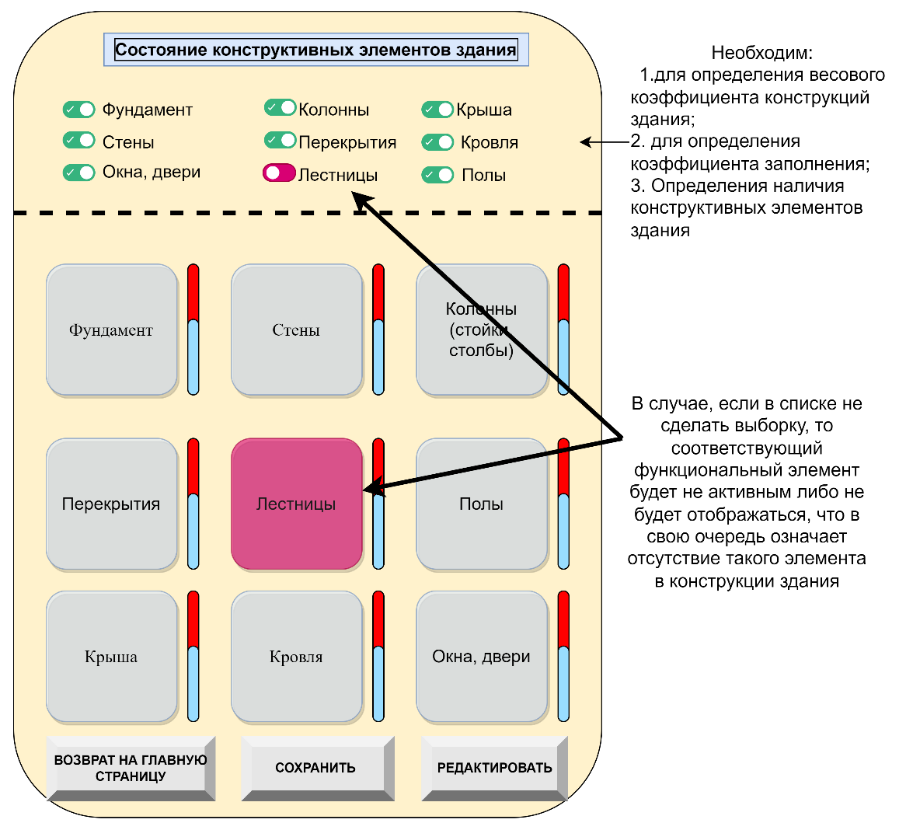 Состояние конструктивных элементов здания
Фундамент
Колонны
Крыша
Стены
Перекрытия
Кровля
Окна, двери
Лестницы
Полы
Необходим:
1.для определения весового
коэффициента конструкций
здания;
2. для определения
коэффициента заполнения;
3. Определения наличия
конструктивных элементов
здания
Фундамент
Стены
Колонны
(стойки
столбы)
Перекрытия
Лестницы
Полы
В случае, если в списке не
сделать выборку, то
соответствующий
функциональный элемент
будет не активным либо не
будет отображаться, что в
свою очередь означает
отсутствие такого элемента
в конструкции здания
Крыша
Кровля
Окна, двери
ВОЗВРАТ НА ГЛАВНУЮ
СТРАНИЦУ
СОХРАНИТЬ
РЕДАКТИРОВАТЬ